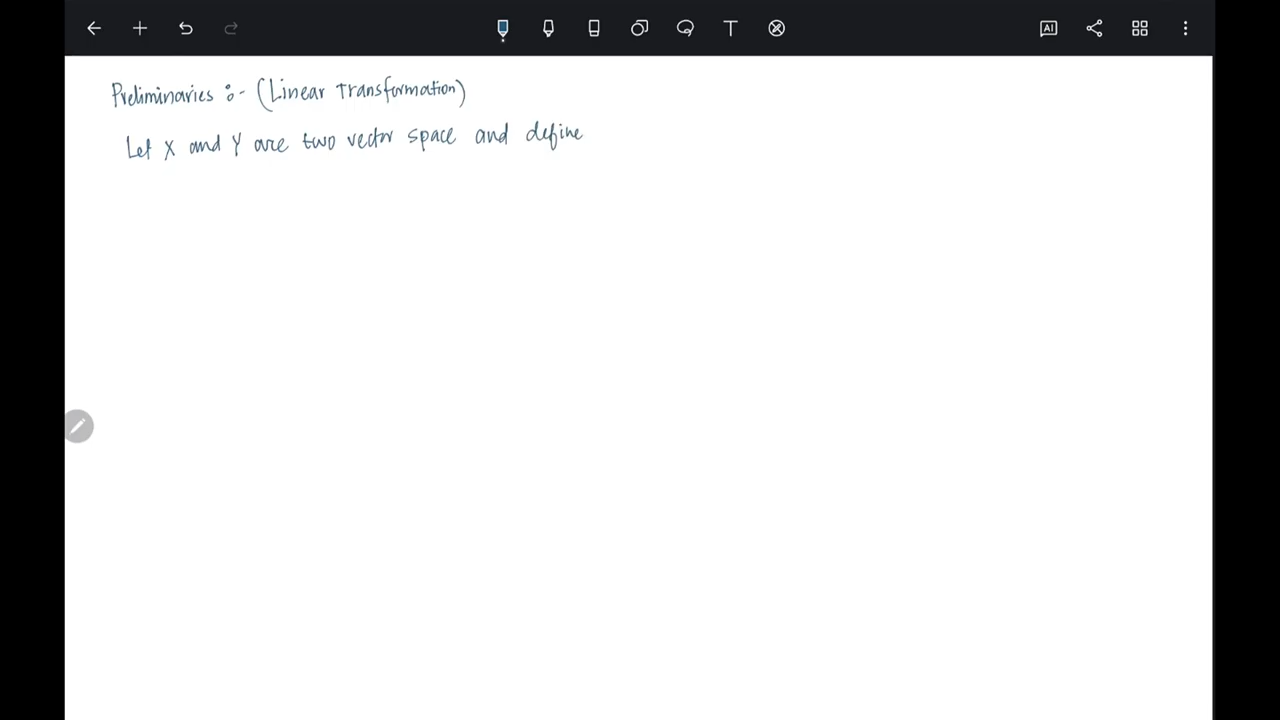 Preliminaries :- (Linear Transformation)
Let X and Y are two vector space and define